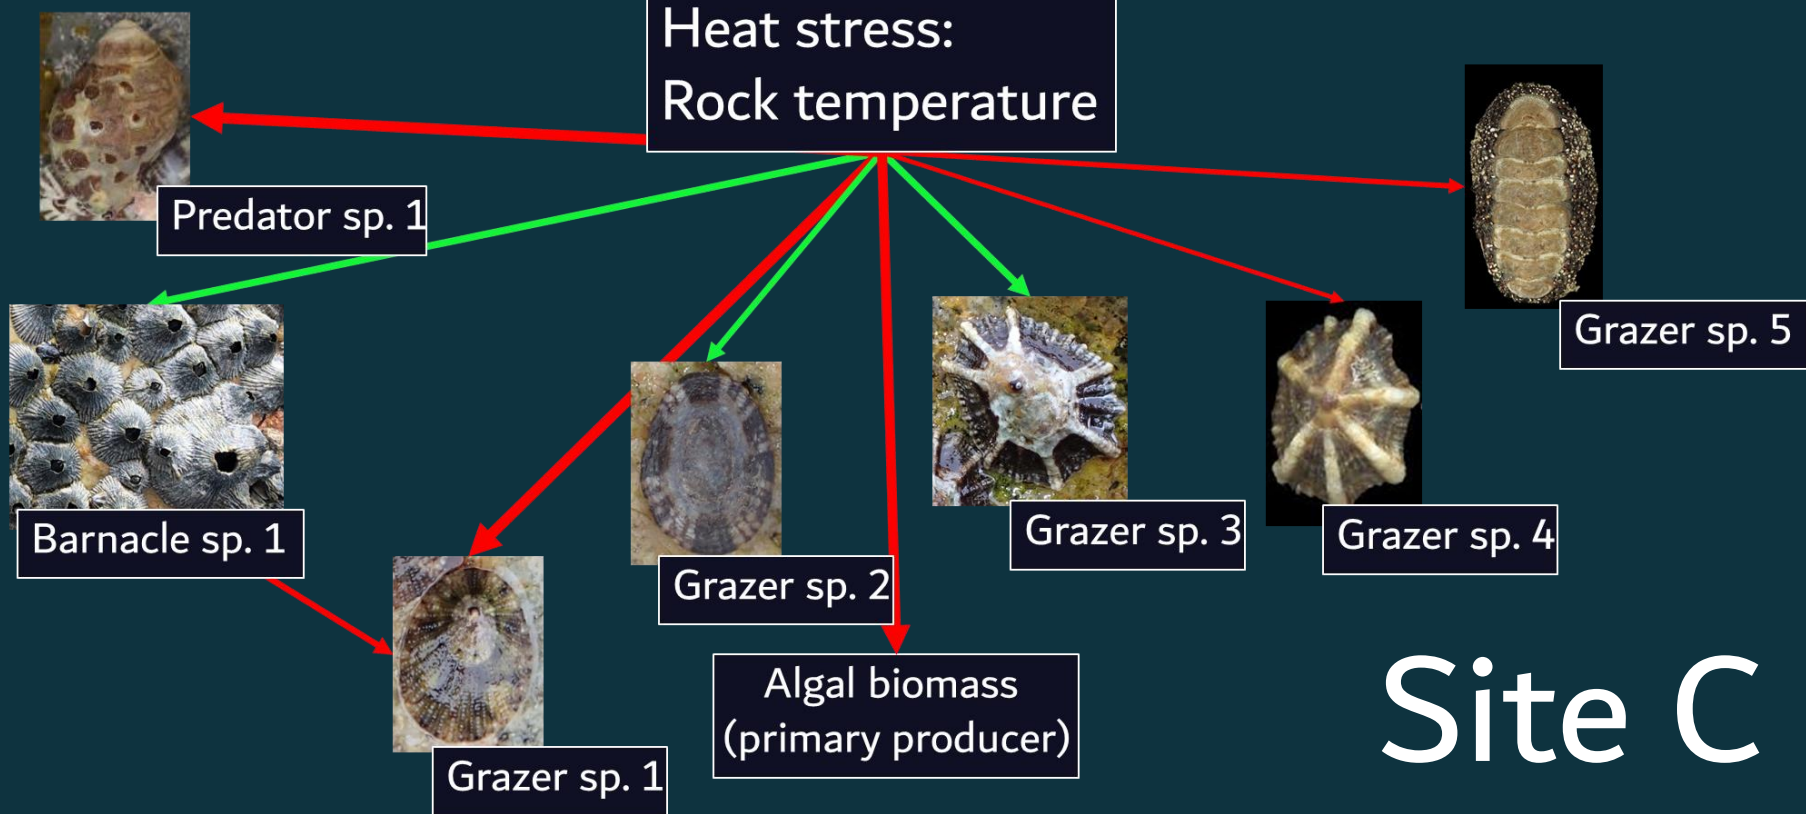 Heat stress:
Rock temperature
Predator sp. 1
Grazer sp. 5
Barnacle sp. 1
Grazer sp. 3
Grazer sp. 4
Grazer sp. 2
Algal biomass
(primary producer)
Grazer sp. 1
Site C